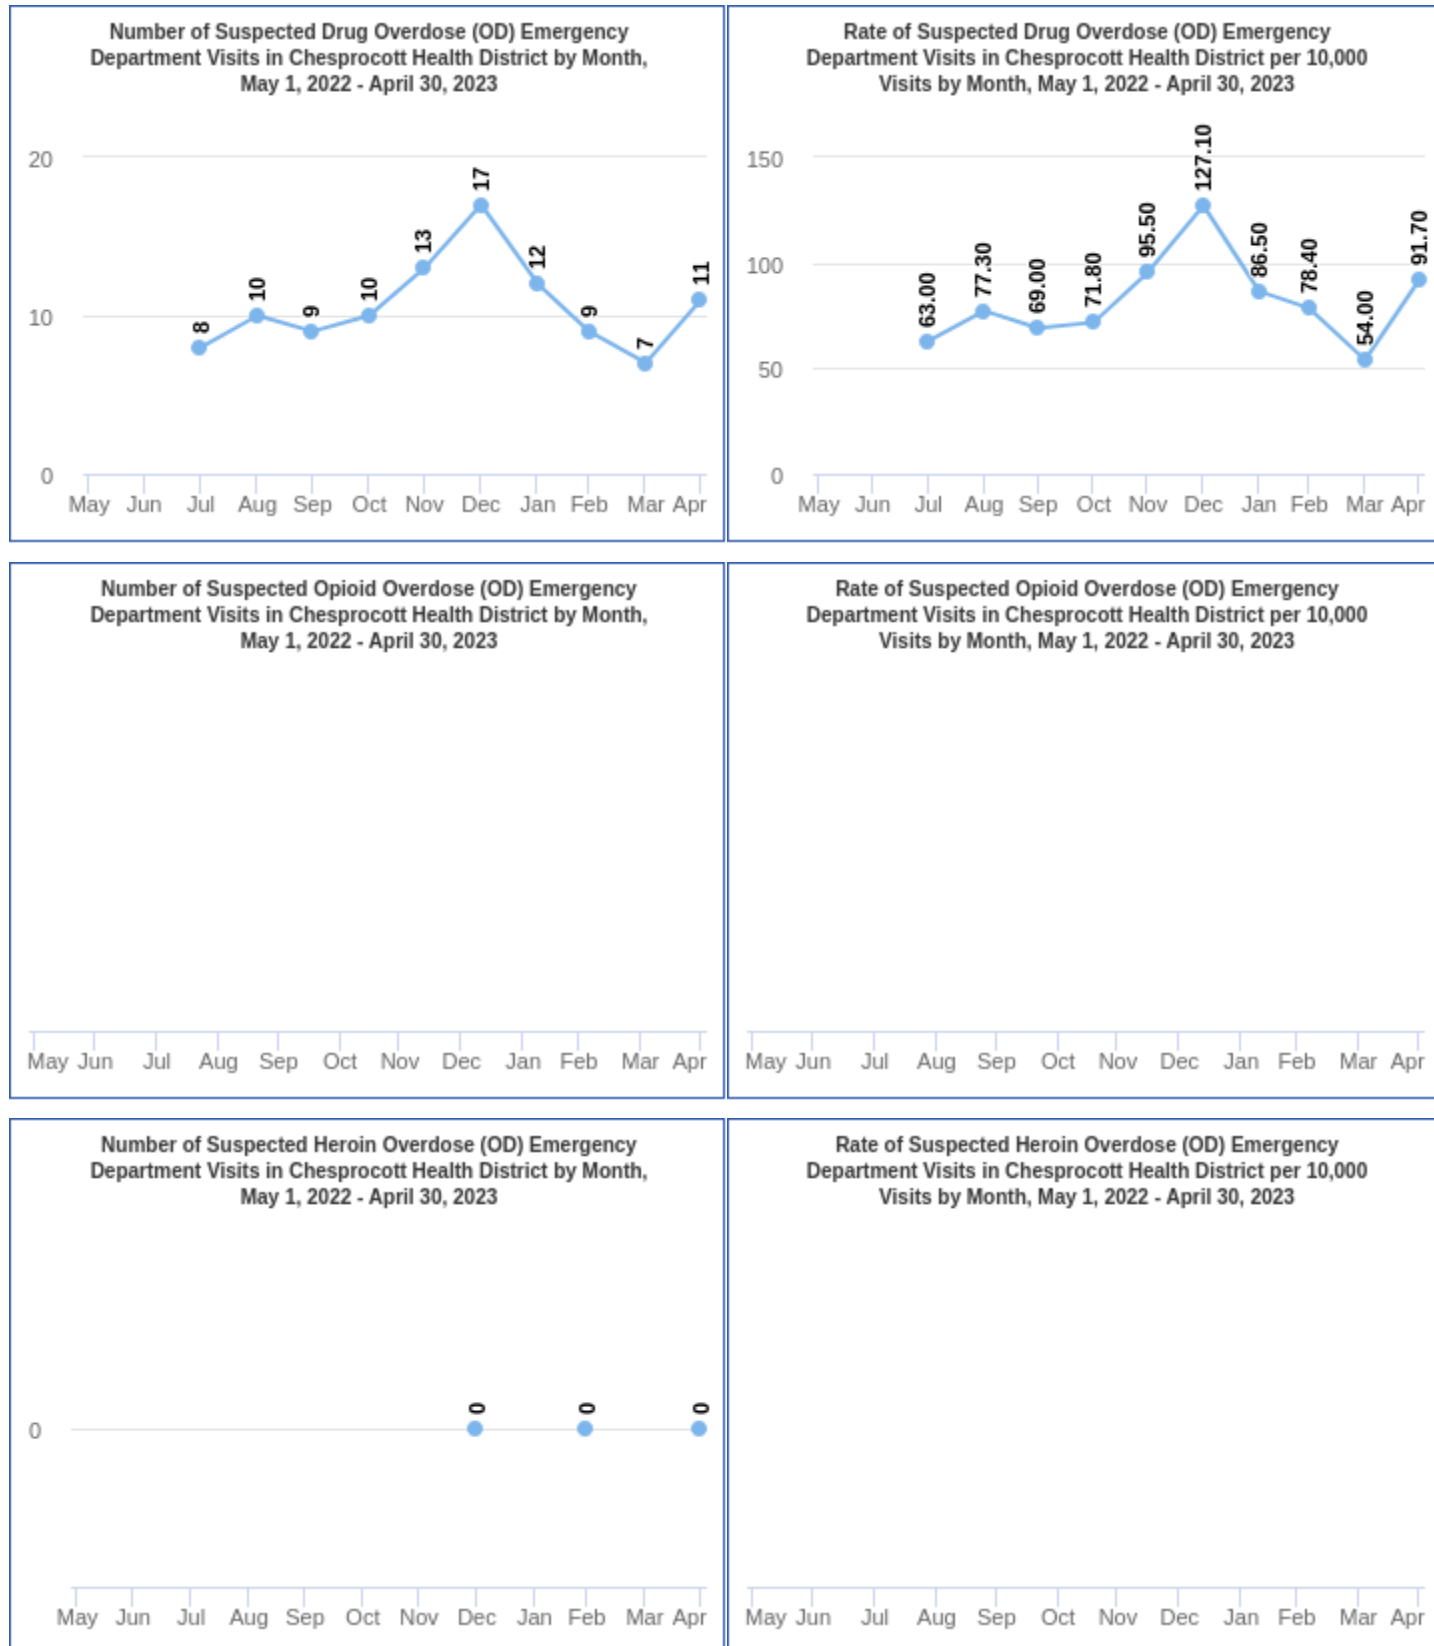 Number of Suspected Drug Overdose (OD) Emergency
Department Visits in Chesprocott Health District by Month,
May 1, 2022 - April 30, 2023
20
10
0
8
10
9
10
13
17
12
9
7
11
May Jun Jul Aug Sep Oct Nov Dec Jan Feb Mar Apr
Rate of Suspected Drug Overdose (OD) Emergency
Department Visits in Chesprocott Health District per 10,000
Visits by Month, May 1, 2022 - April 30, 2023
150
100
50
0
63.00
77.30
69.00
71.80
95.50
127.10
86.50
78.40
54.00
91.70
May Jun Jul Aug Sep Oct Nov Dec Jan Feb Mar Apr
Number of Suspected Opioid Overdose (OD) Emergency
Department Visits in Chesprocott Health District by Month,
May 1, 2022 - April 30, 2023
May Jun Jul Aug Sep Oct Nov Dec Jan Feb Mar Apr
Rate of Suspected Opioid Overdose (OD) Emergency
Department Visits in Chesprocott Health District per 10,000
Visits by Month, May 1, 2022 - April 30, 2023
May Jun Jul Aug Sep Oct Nov Dec Jan Feb Mar Apr
Number of Suspected Heroin Overdose (OD) Emergency
Department Visits in Chesprocott Health District by Month,
May 1, 2022 - April 30, 2023
0
0
0
0
May Jun Jul Aug Sep Oct Nov Dec Jan Feb Mar Apr
Rate of Suspected Heroin Overdose (OD) Emergency
Department Visits in Chesprocott Health District per 10,000
Visits by Month, May 1, 2022 - April 30, 2023
May Jun Jul Aug Sep Oct Nov Dec Jan Feb Mar Apr